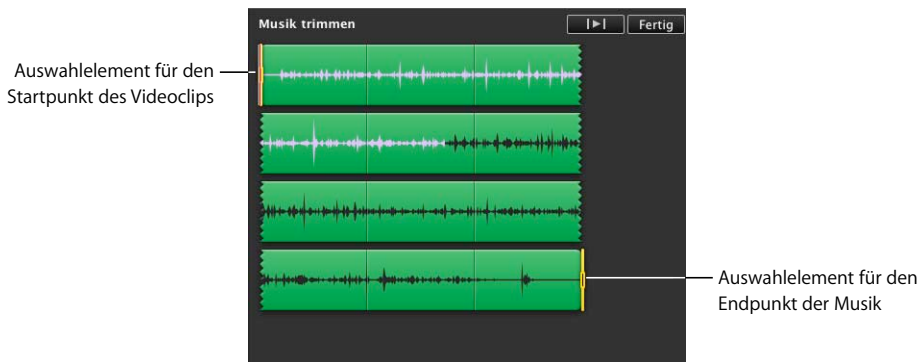 Musik trimmen
Fertig
Auswahlelement für den
Startpunkt des Videoclips
Auswahlelement für den
Endpunkt der Musik